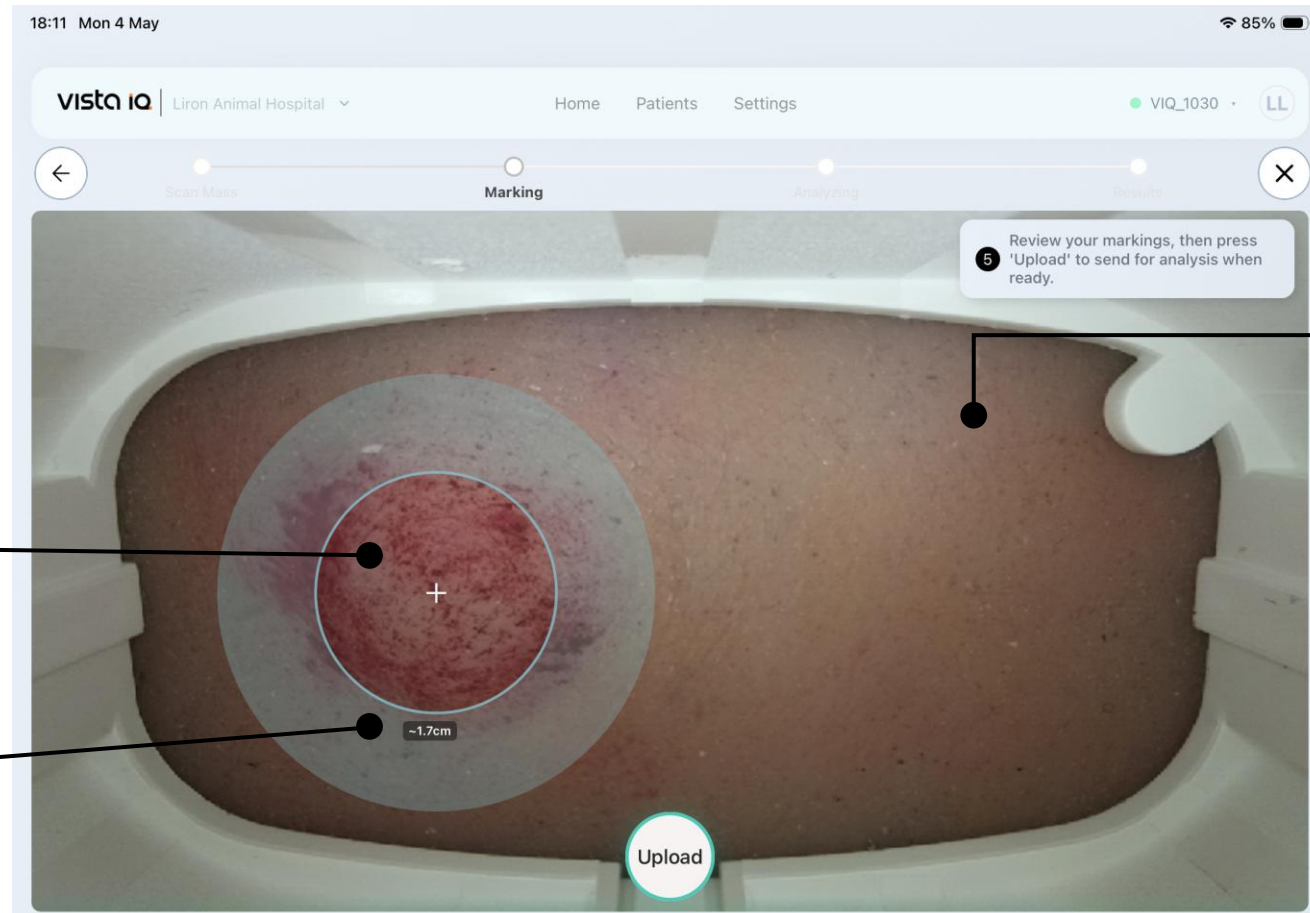 18:11 Mon 4 May
85%
vista iQ
Liron Animal Hospital
Home
Patients
Settings
VIQ_1030
LL
Scan Mass
Marking
Analyzing
Results
5
Review your markings, then press
'Upload' to send for analysis when
ready.
~1.7cm
Upload